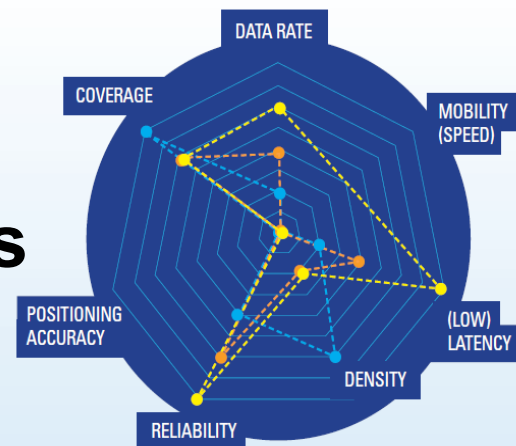 DATA RATE
COVERAGE
MOBILITY
(SPEED)
s
POSITIONING
ACCURACY
(LOW)
LATENCY
DENSITY
RELIABILITY